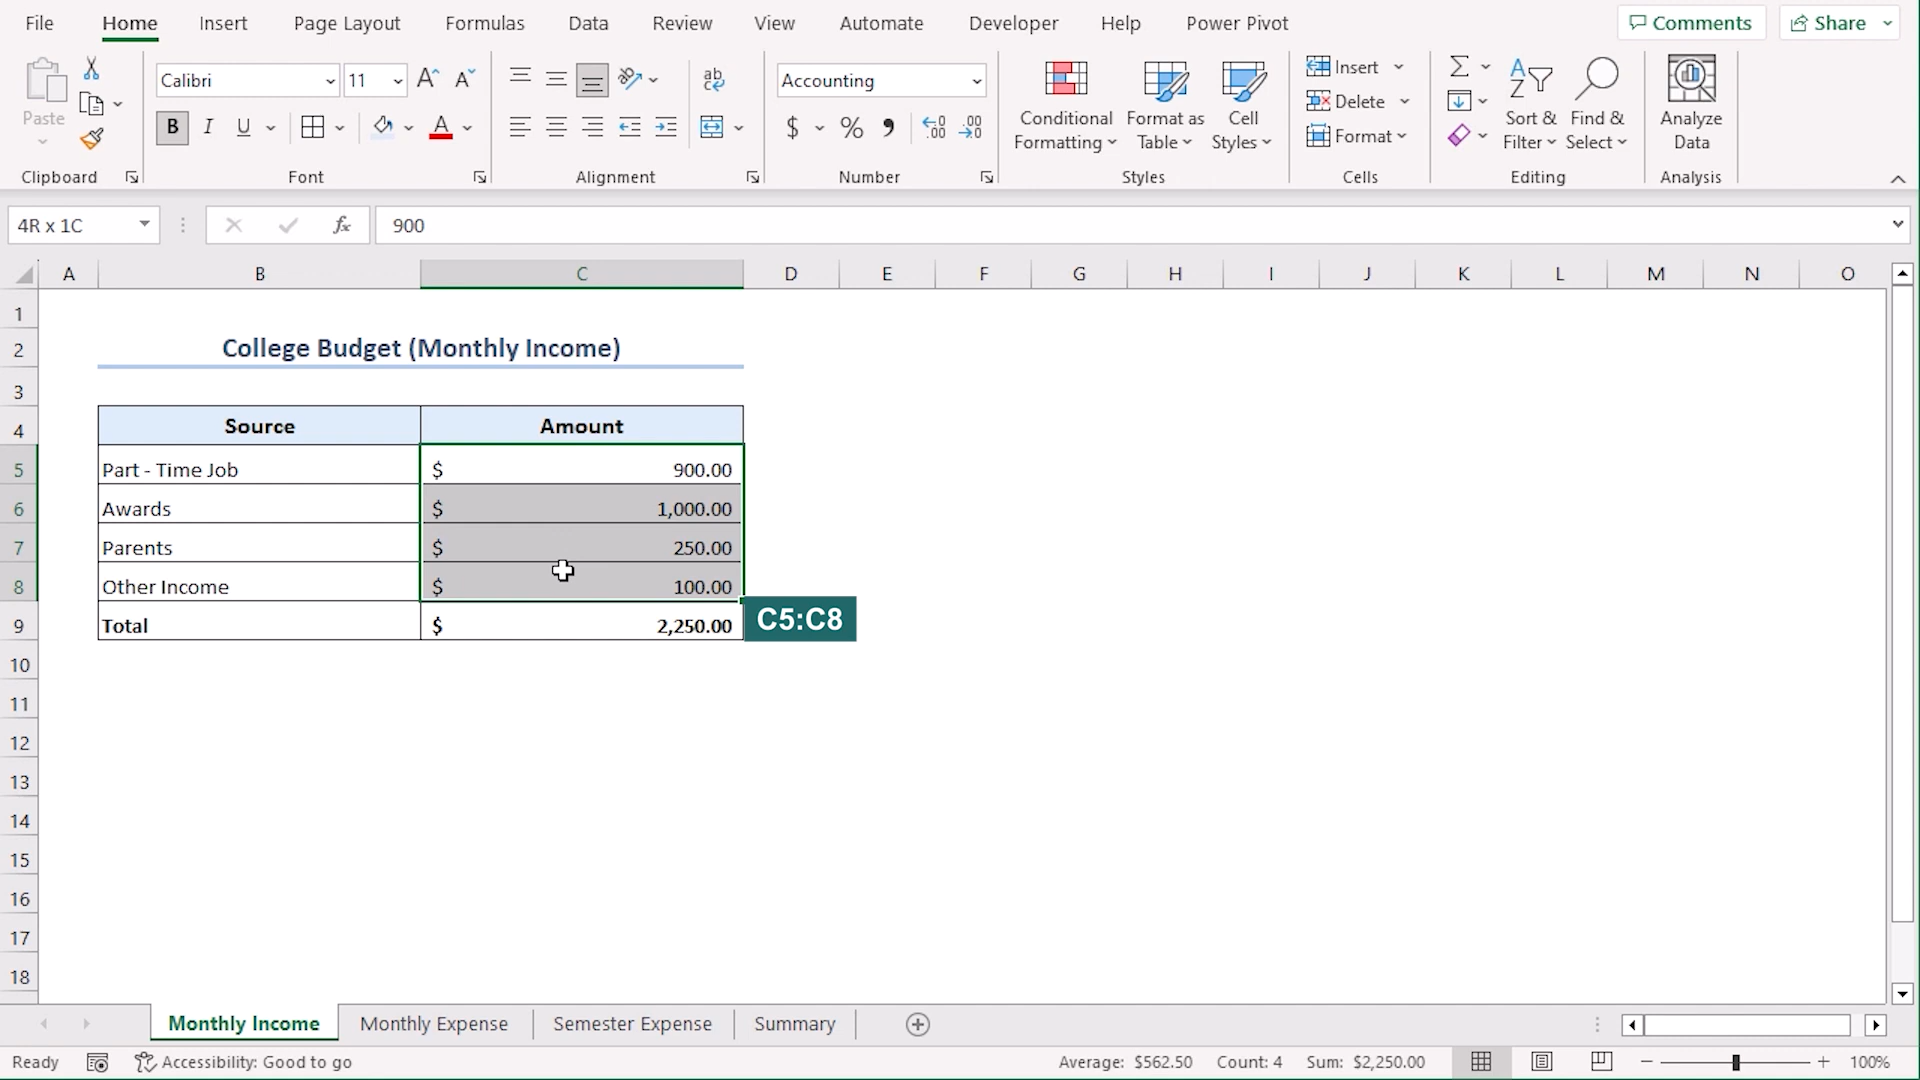 File Home Insert Page Layout Formulas Data Review View Automate Developer Help Power Pivot Comments Share
Paste
Clipboard
Calibri 11 A A
B I U A
Font
ab
Alignment
Accounting
$ % 9 .00 .00
Number
Conditional Formatting
Format as Table
Cell Styles
Styles
Insert
Delete
Format
Cells
Σ
Sort & Filter
Find & Select
Editing
Analyze Data
Analysis
4R x 1C fx 900
A B C D E F G H I J K L M N O
1
2 College Budget (Monthly Income)
3
4 Source Amount
5 Part - Time Job $ 900.00
6 Awards $ 1,000.00
7 Parents $ 250.00
8 Other Income $ 100.00
C5:C8
9 Total $ 2,250.00
10
11
12
13
14
15
16
17
18
Monthly Income Monthly Expense Semester Expense Summary
Ready Accessibility: Good to go Average: $562.50 Count: 4 Sum: $2,250.00 100%